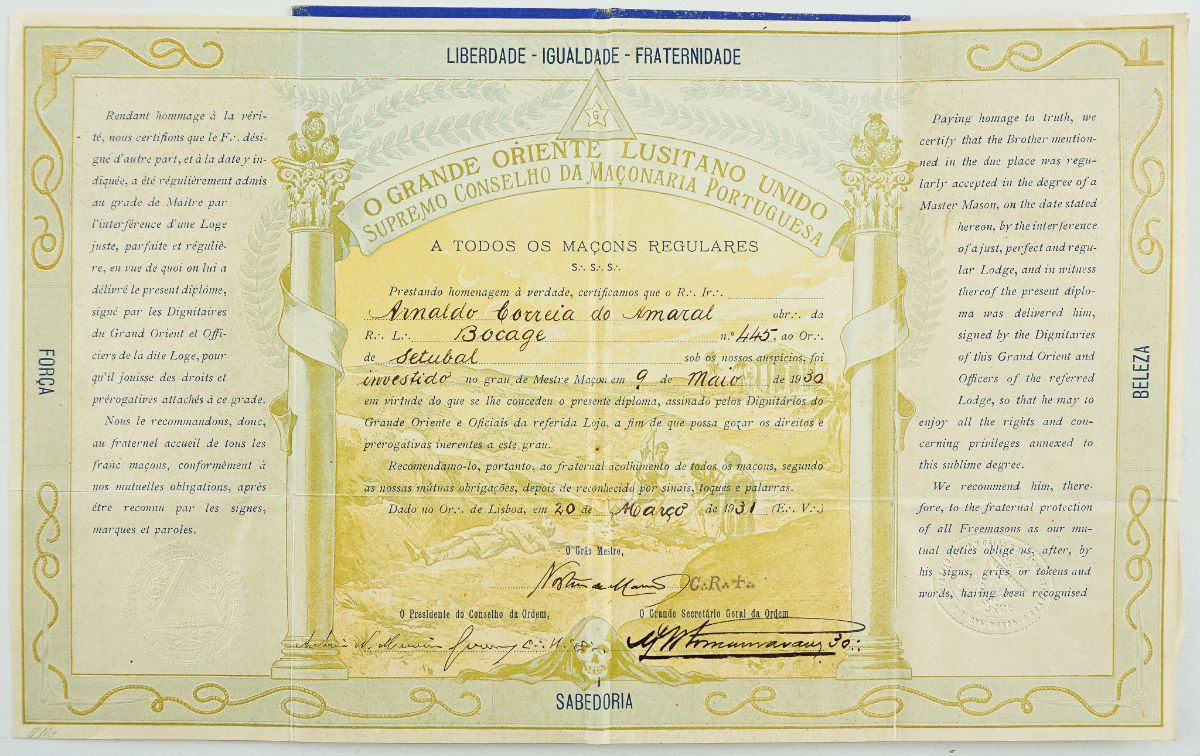 LIBERDADE - IGUALDADE - FRATERNIDADE
G
O GRANDE ORIENTE LUSITANO UNIDO
SUPREMO CONSELHO DA MAÇONARIA PORTUGUESA
Rendant hommage à la véri-
té, nous certifions que le F∴ dési-
gné d'autre part, et à la date y in-
diquée, a été régulièrement admis
au grade de Maître par
l'interférence d'une Loge
juste, parfaite et réguliè-
re, en vue de quoi on lui a
délivré le present diplôme,
signé par les Dignitaires
du Grand Orient et Offi-
ciers de la dite Loge, pour
qu'il jouisse des droits et
prérogatives attachés à ce grade.
Nous le recommandons, donc,
au fraternel accueil de tous les
franc maçons, conformément à
nos mutuelles obligations, après
être reconnu par les signes,
marques et paroles.
A TODOS OS MAÇONS REGULARES
S∴ S∴ S∴
Prestando homenagem à verdade, certificamos que o R∴ Ir∴
Arnaldo Correia do Amaral obr∴ da
R∴ L∴ Bocage n.º 445, ao Or∴
de Setubal sob os nossos auspícios, foi
investido no grau de Mestre Maçon em 9 de Maio de 1930
em virtude do que se lhe concedeu o presente diploma, assinado pelos Dignitários do
Grande Oriente e Oficiais da referida Loja, a fim de que possa gozar os direitos e
prerogativas inerentes a este grau.
Recomendamo-lo, portanto, ao fraternal acolhimento de todos os maçons, segundo
as nossas mútuas obrigações, depois de reconhecido por sinais, toques e palavras.
Dado no Or∴ de Lisboa, em 20 de Março de 1931 (E∴ V∴)
O Grão Mestre,
C∴R∴+∴
O Presidente do Conselho da Ordem,
O Grande Secretário Geral da Ordem
30∴
Paying homage to truth, we
certify that the Brother mentio-
ned in the due place was regu-
larly accepted in the degree of a
Master Mason, on the date stated
hereon, by the interference
of a just, perfect and regu-
lar Lodge, and in witness
thereof the present diplo-
ma was delivered him,
signed by the Dignitaries
of this Grand Orient and
Officers of the referred
Lodge, so that he may to
enjoy all the rights and con-
cerning privileges annexed to
this sublime degree.
We recommend him, there-
fore, to the fraternal protection
of all Freemasons as our mu-
tual duties oblige us, after, by
his signs, grips or tokens and
words, having been recognised
FORÇA
BELEZA
SABEDORIA